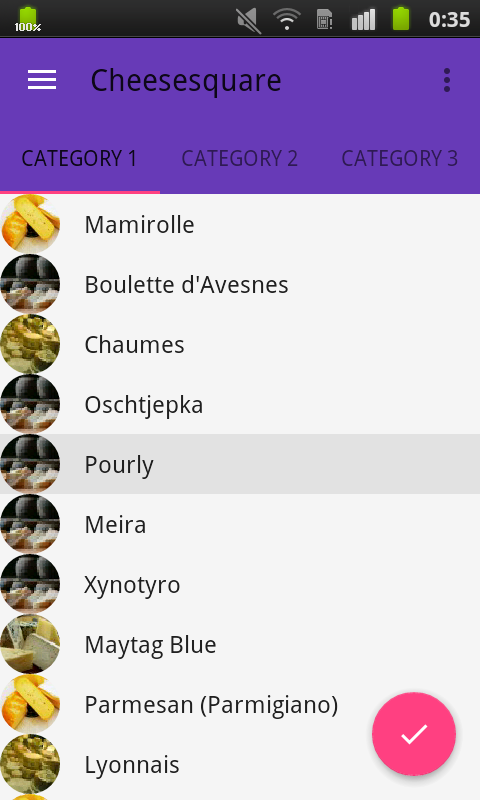 100%
0:35
Cheesesquare
CATEGORY 1 CATEGORY 2 CATEGORY 3
Mamirolle
Boulette d'Avesnes
Chaumes
Oschtjepka
Pourly
Meira
Xynotyro
Maytag Blue
Parmesan (Parmigiano)
Lyonnais